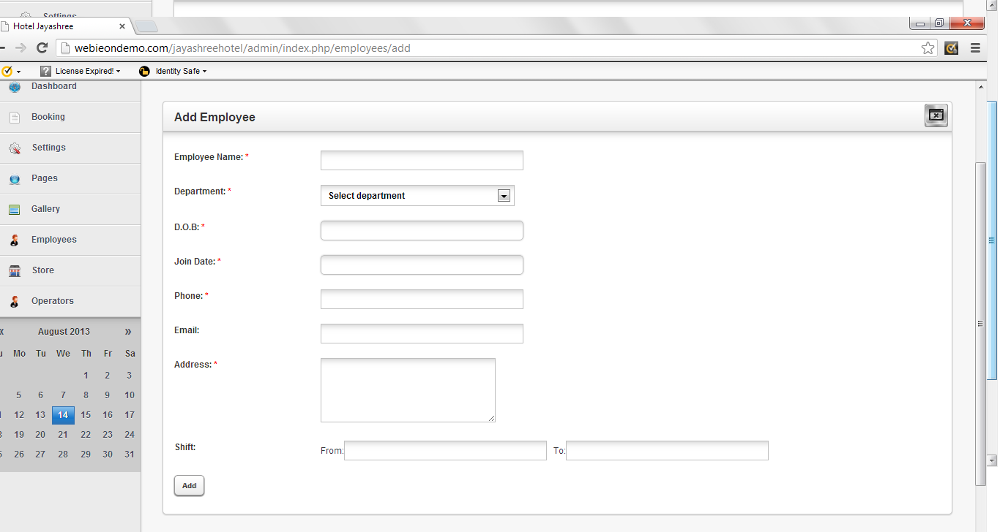 Settings
Hotel Jayashree
webieondemo.com/jayashreehotel/admin/index.php/employees/add
License Expired! Identity Safe
Dashboard
Booking
Settings
Pages
Gallery
Employees
Store
Operators
« August 2013 »
Mo Tu We Th Fr Sa
1 2 3
5 6 7 8 9 10
12 13 14 15 16 17
19 20 21 22 23 24
26 27 28 29 30 31
Add Employee
Employee Name: *
Department: * Select department
D.O.B: *
Join Date: *
Phone: *
Email:
Address: *
Shift: From: To:
Add